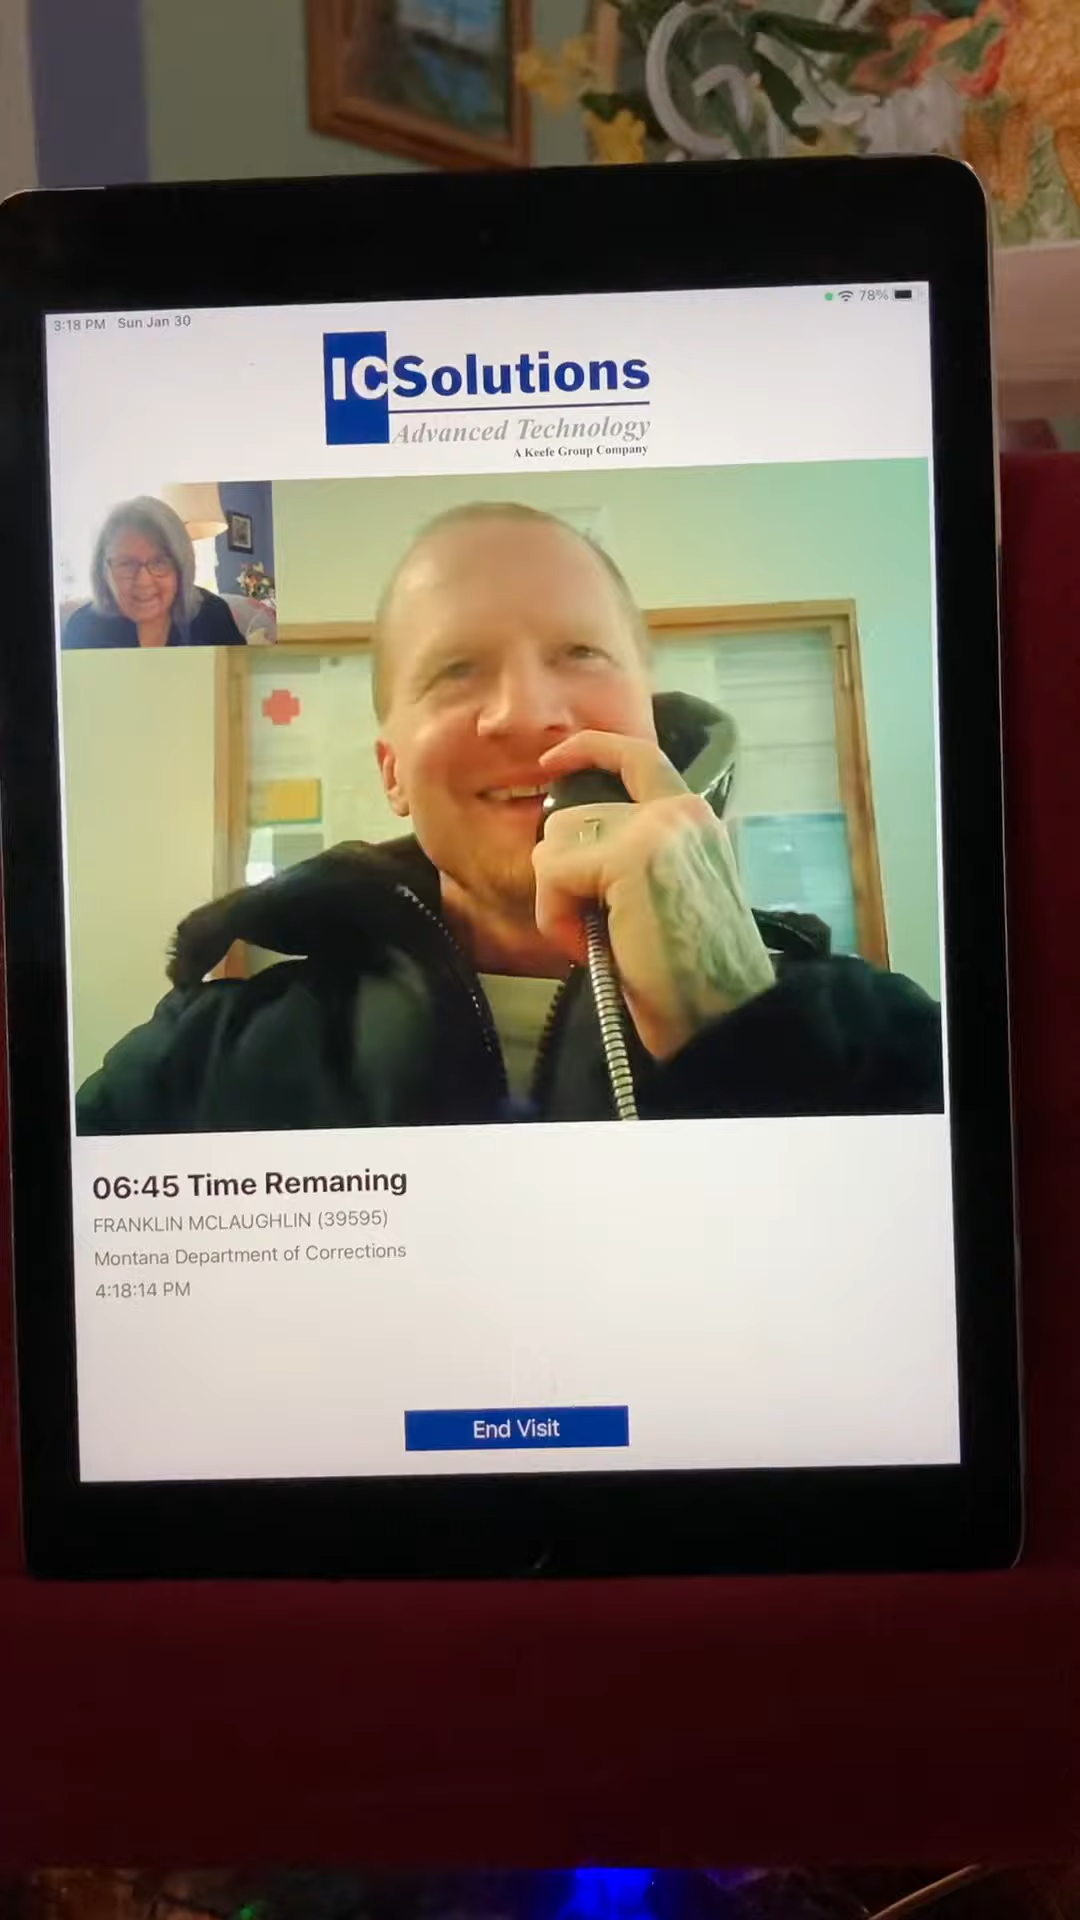 3:18 PM Sun Jan 30
78%
ICSolutions
Advanced Technology
A Keefe Group Company
06:45 Time Remaning
FRANKLIN MCLAUGHLIN (39595)
Montana Department of Corrections
4:18:14 PM
End Visit